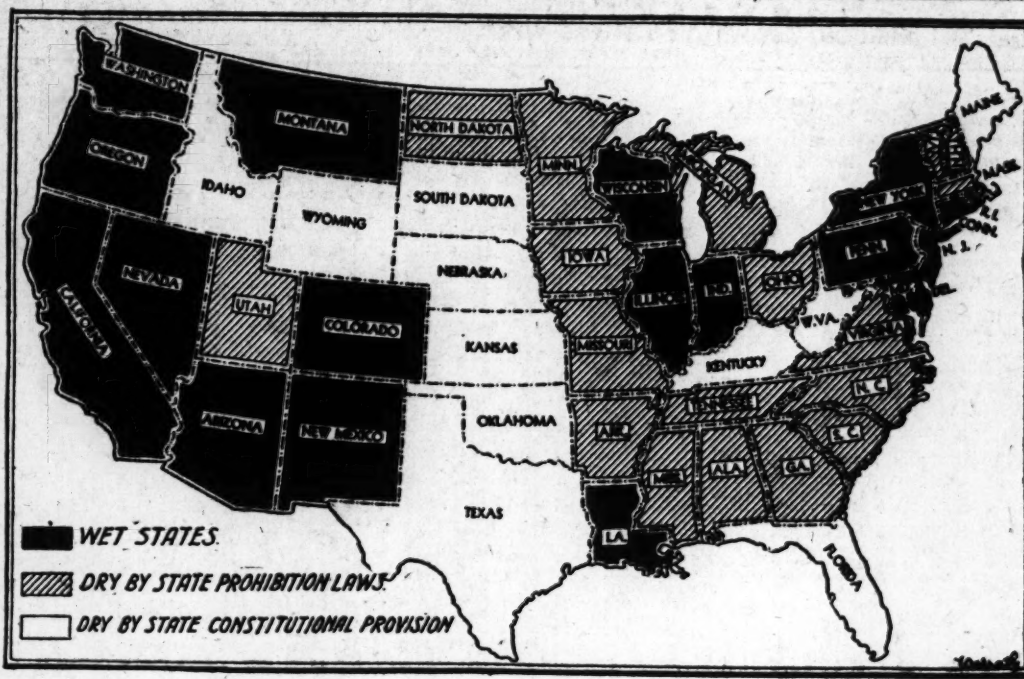 WASHINGTON
MONTANA
NORTH DAKOTA
MINN.
MAINE
OREGON
IDAHO
WYOMING
SOUTH DAKOTA
WISCONSIN
MICHIGAN
MASS.
NEW YORK
R.I.
CONN.
NEVADA
UTAH
NEBRASKA
IOWA
PENN.
N. J.
CALIFORNIA
COLORADO
KANSAS
MISSOURI
ILLINOIS
IND.
OHIO
DEL.
W.VA.
VIRGINIA
KENTUCKY
ARIZONA
NEW MEXICO
OKLAHOMA
ARK.
TENNESSEE
N. C.
S. C.
TEXAS
LA.
MISS.
ALA.
GA.
FLORIDA
WET STATES
DRY BY STATE PROHIBITION LAWS
DRY BY STATE CONSTITUTIONAL PROVISION